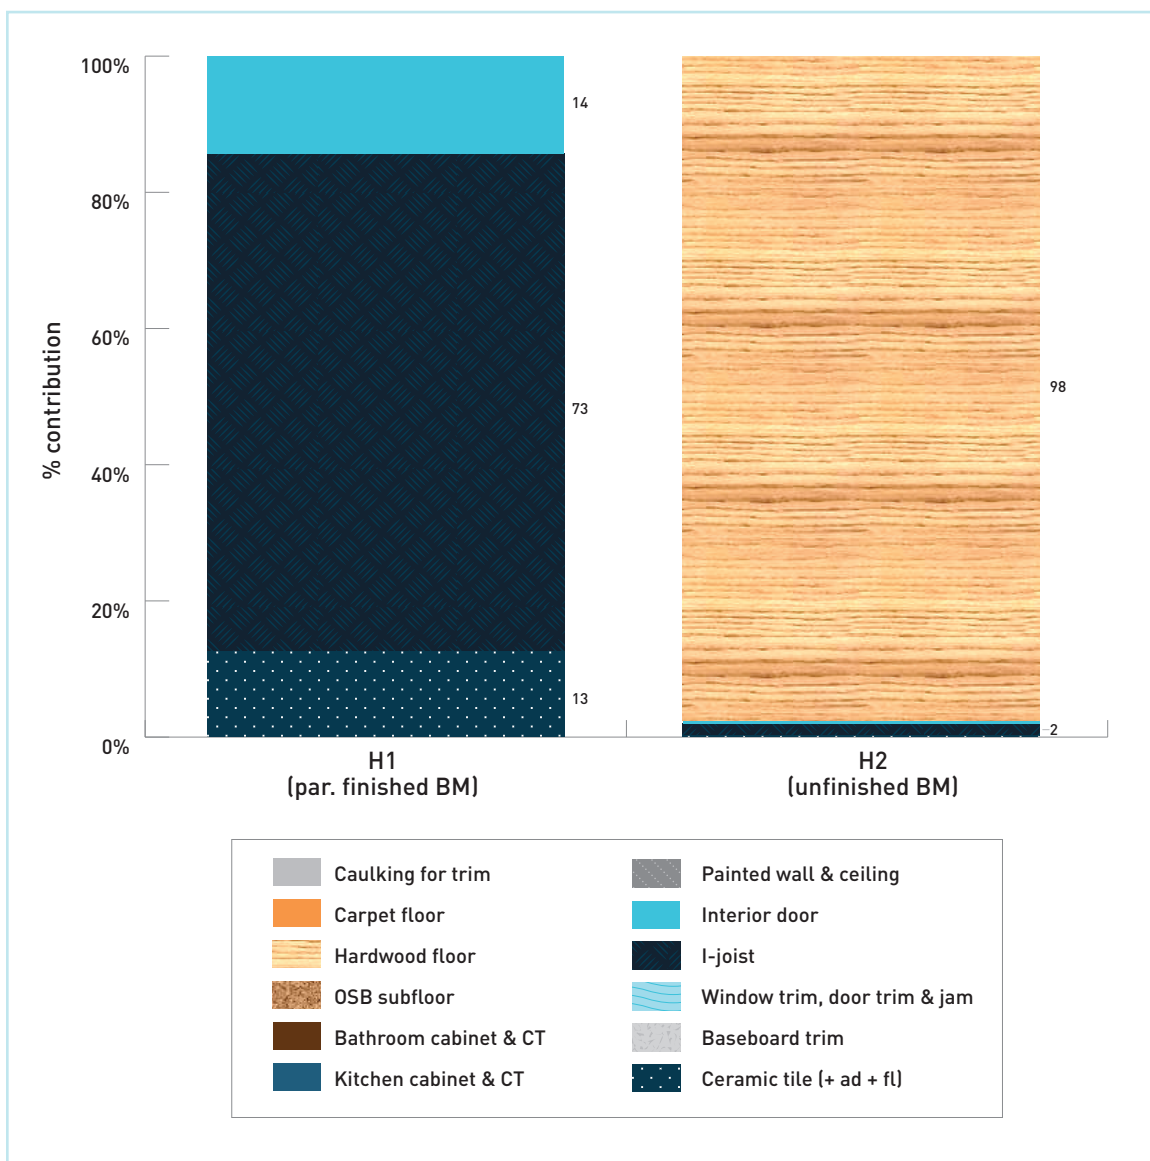 100%
80%
60%
40%
20%
0%
% contribution
14
73
13
98
2
H1
(par. finished BM)
H2
(unfinished BM)
Caulking for trim
Carpet floor
Hardwood floor
OSB subfloor
Bathroom cabinet & CT
Kitchen cabinet & CT
Painted wall & ceiling
Interior door
I-joist
Window trim, door trim & jam
Baseboard trim
Ceramic tile (+ ad + fl)